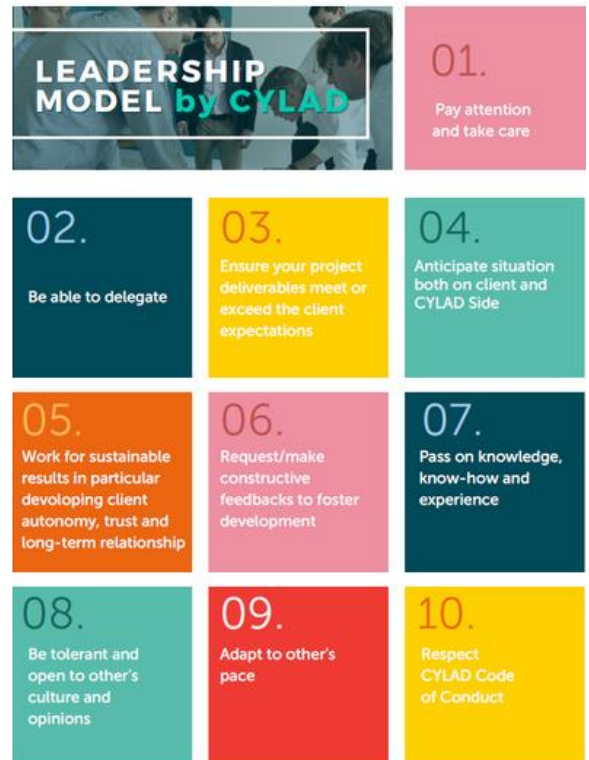 LEADERSHIP
MODEL by CYLAD
01.
Pay attention
and take care
02.
Be able to delegate
03.
Ensure your project
deliverables meet or
exceed the client
expectations
04.
Anticipate situation
both on client and
CYLAD Side
05.
Work for sustainable
results in particular
devoloping client
autonomy, trust and
long-term relationship
06.
Request/make
constructive
feedbacks to foster
development
07.
Pass on knowledge,
know-how and
experience
08.
Be tolerant and
open to other's
culture and
opinions
09.
Adapt to other's
pace
10.
Respect
CYLAD Code
of Conduct